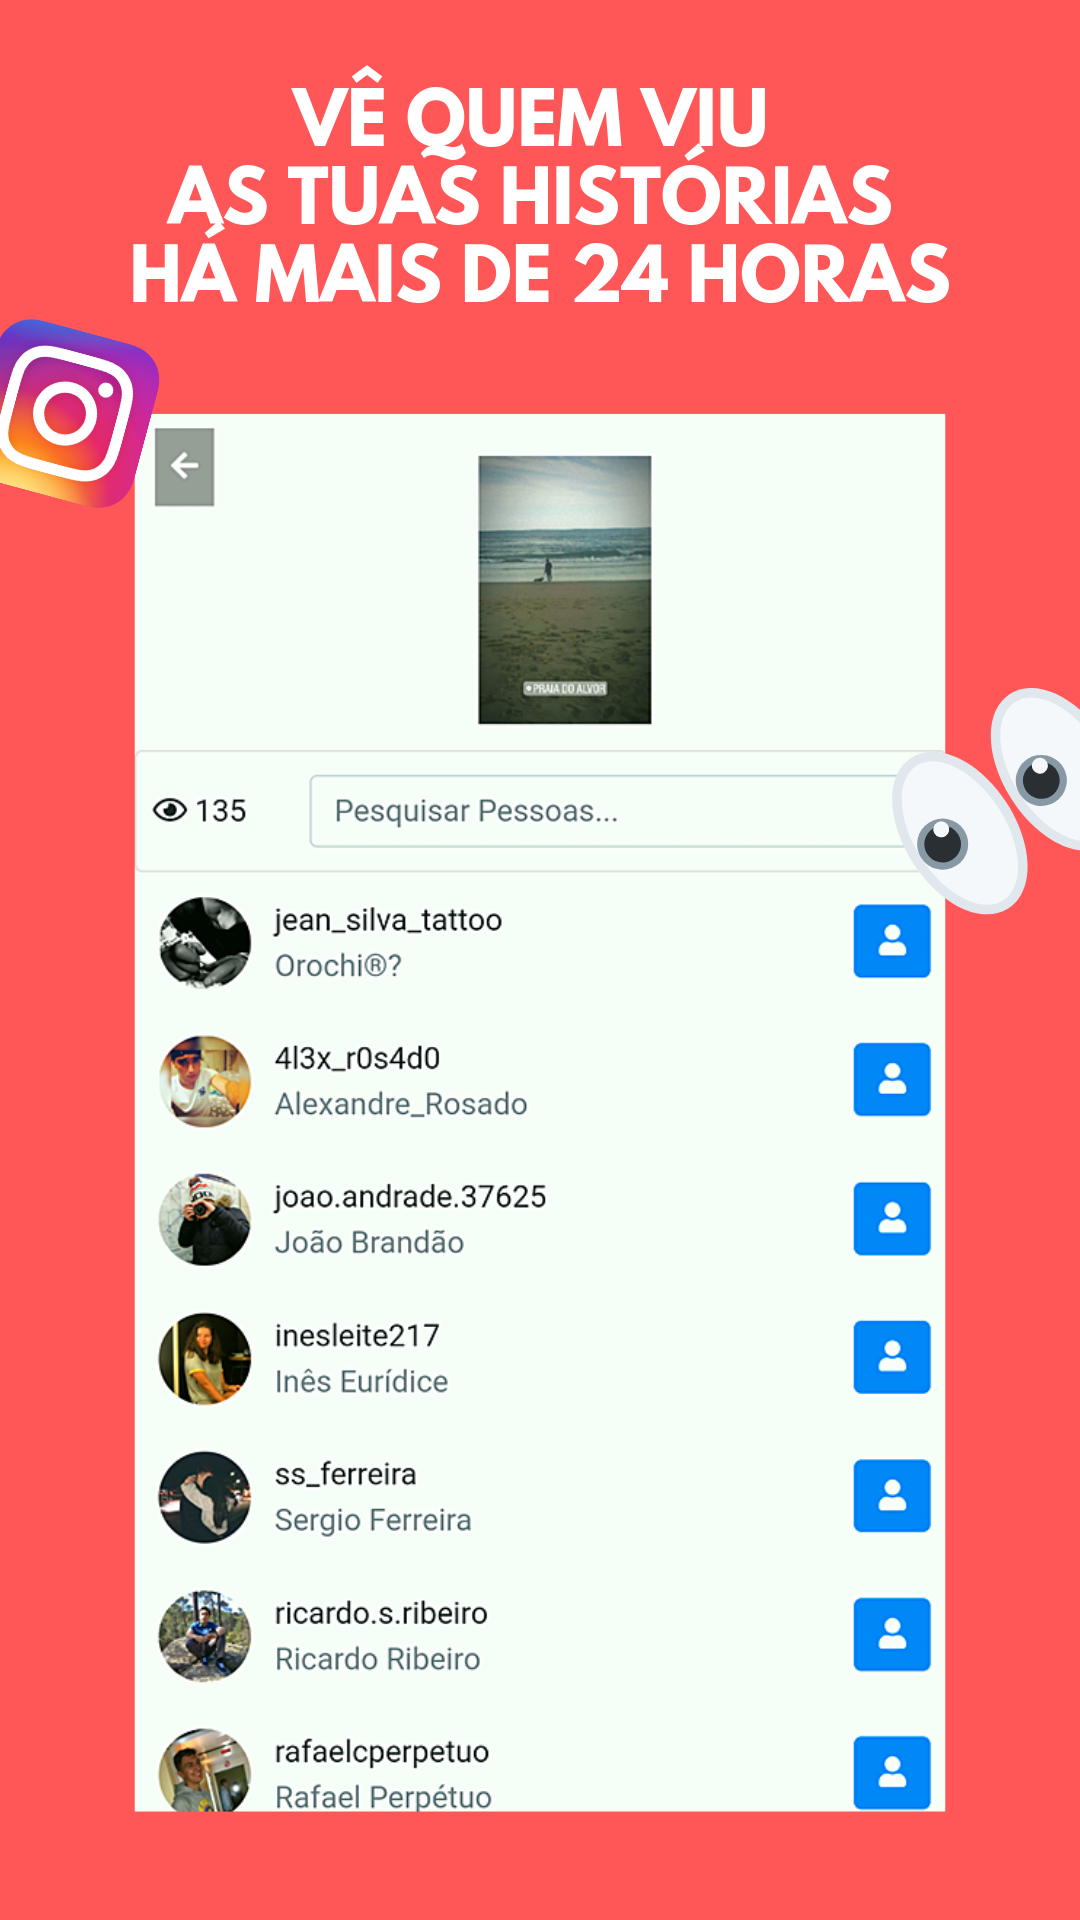 VÊ QUEM VIU
AS TUAS HISTÓRIAS
HÁ MAIS DE 24 HORAS
PRAIA DO ALVOR
135
Pesquisar Pessoas...
jean_silva_tattoo
Orochi®?
4l3x_r0s4d0
Alexandre_Rosado
joao.andrade.37625
João Brandão
inesleite217
Inês Eurídice
ss_ferreira
Sergio Ferreira
ricardo.s.ribeiro
Ricardo Ribeiro
rafaelcperpetuo
Rafael Perpétuo